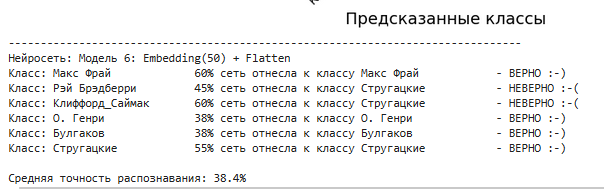 Предсказанные классы
--------------------------------------------------------------------------------
Нейросеть: Модель 6: Embedding(50) + Flatten
Класс: Макс Фрай 60% сеть отнесла к классу Макс Фрай - ВЕРНО :-)
Класс: Рэй Брэдберри 45% сеть отнесла к классу Стругацкие - НЕВЕРНО :-(
Класс: Клиффорд_Саймак 60% сеть отнесла к классу Стругацкие - НЕВЕРНО :-(
Класс: О. Генри 38% сеть отнесла к классу О. Генри - ВЕРНО :-)
Класс: Булгаков 38% сеть отнесла к классу Булгаков - ВЕРНО :-)
Класс: Стругацкие 55% сеть отнесла к классу Стругацкие - ВЕРНО :-)
Средняя точность распознавания: 38.4%